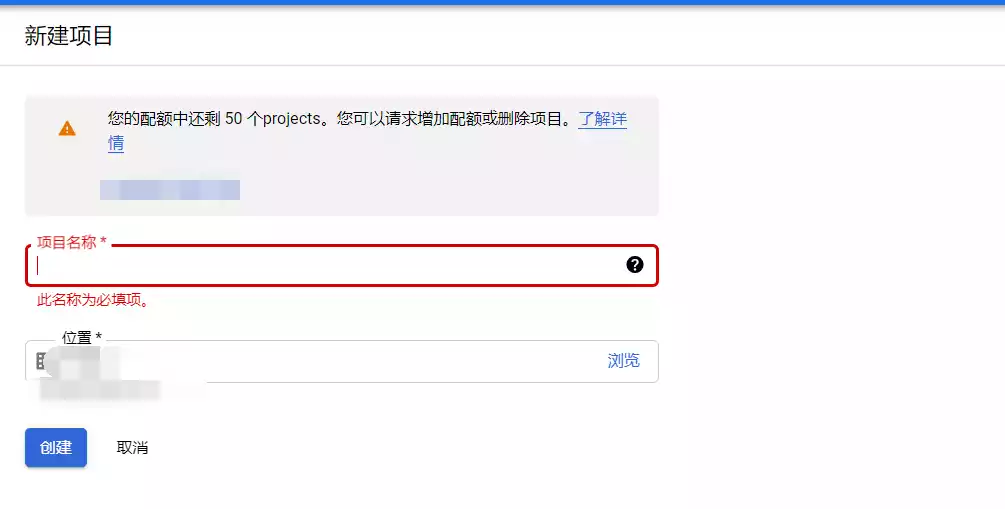 新建项目
您的配额中还剩 50 个projects。您可以请求增加配额或删除项目。了解详
情
项目名称 *
此名称为必填项。
位置 *
浏览
创建 取消